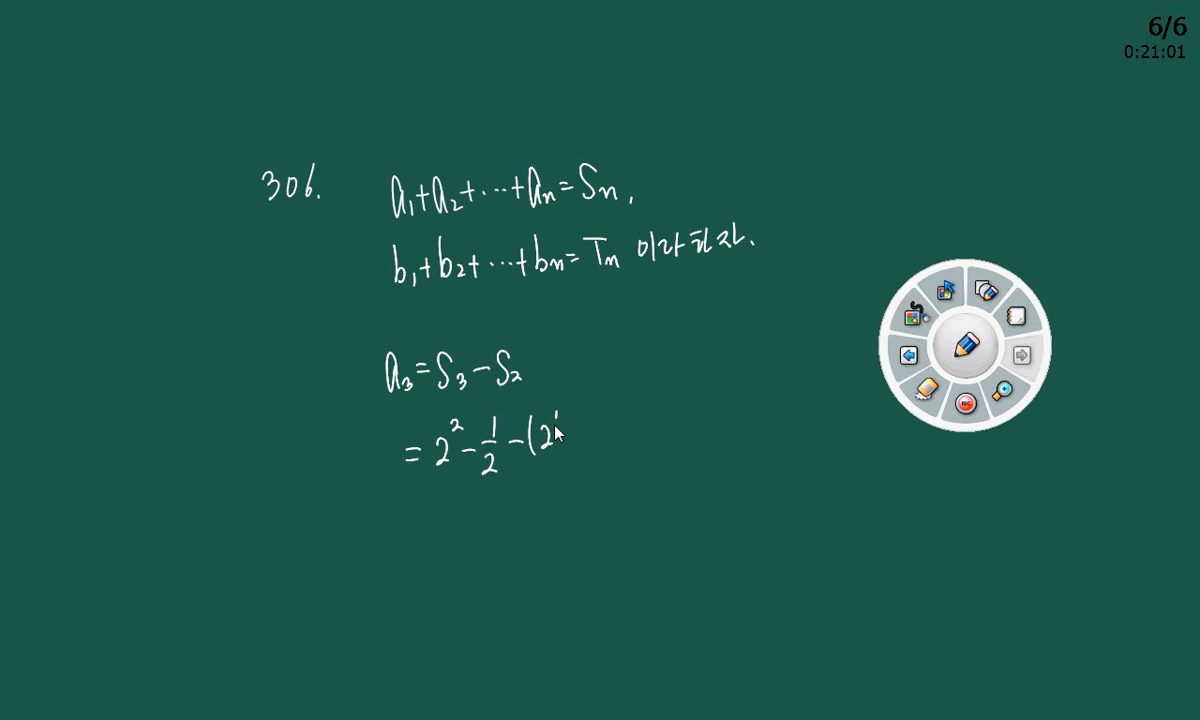 6/6
0:21:01
306. a₁+a₂+⋯+aₙ=Sₙ,
b₁+b₂+⋯+bₙ=Tₙ 이라 하자.
a₃=S₃-S₂
=2²-1/2-(2¹
REC